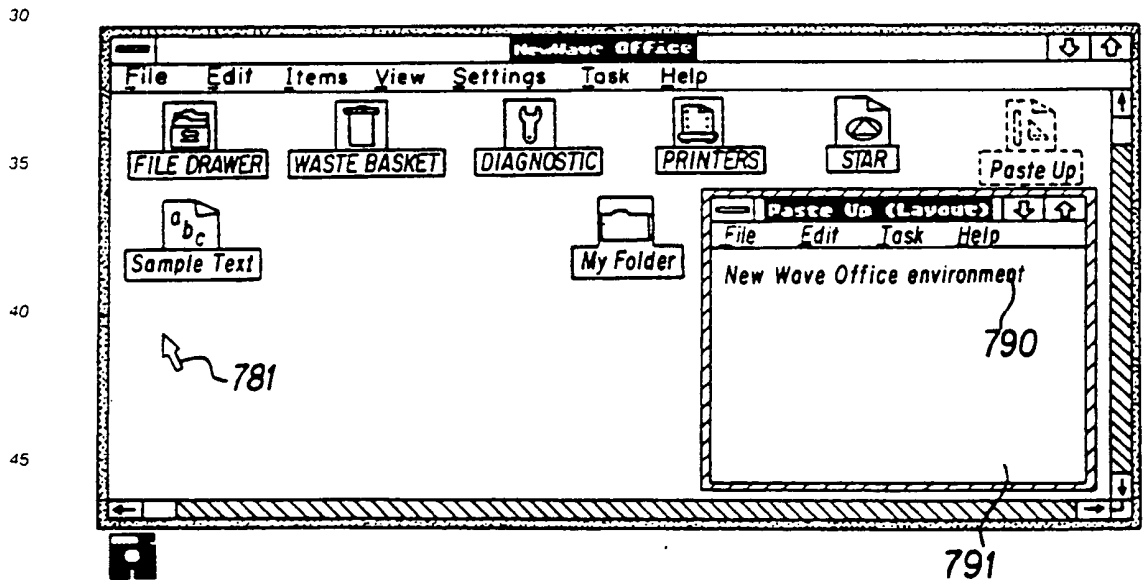 30
NewWave Office
File Edit Items View Settings Task Help
35
FILE DRAWER WASTE BASKET DIAGNOSTIC PRINTERS STAR Paste Up
Paste Up (Layout)
File Edit Task Help
abc
Sample Text My Folder
New Wave Office environment
40
790
781
45
791